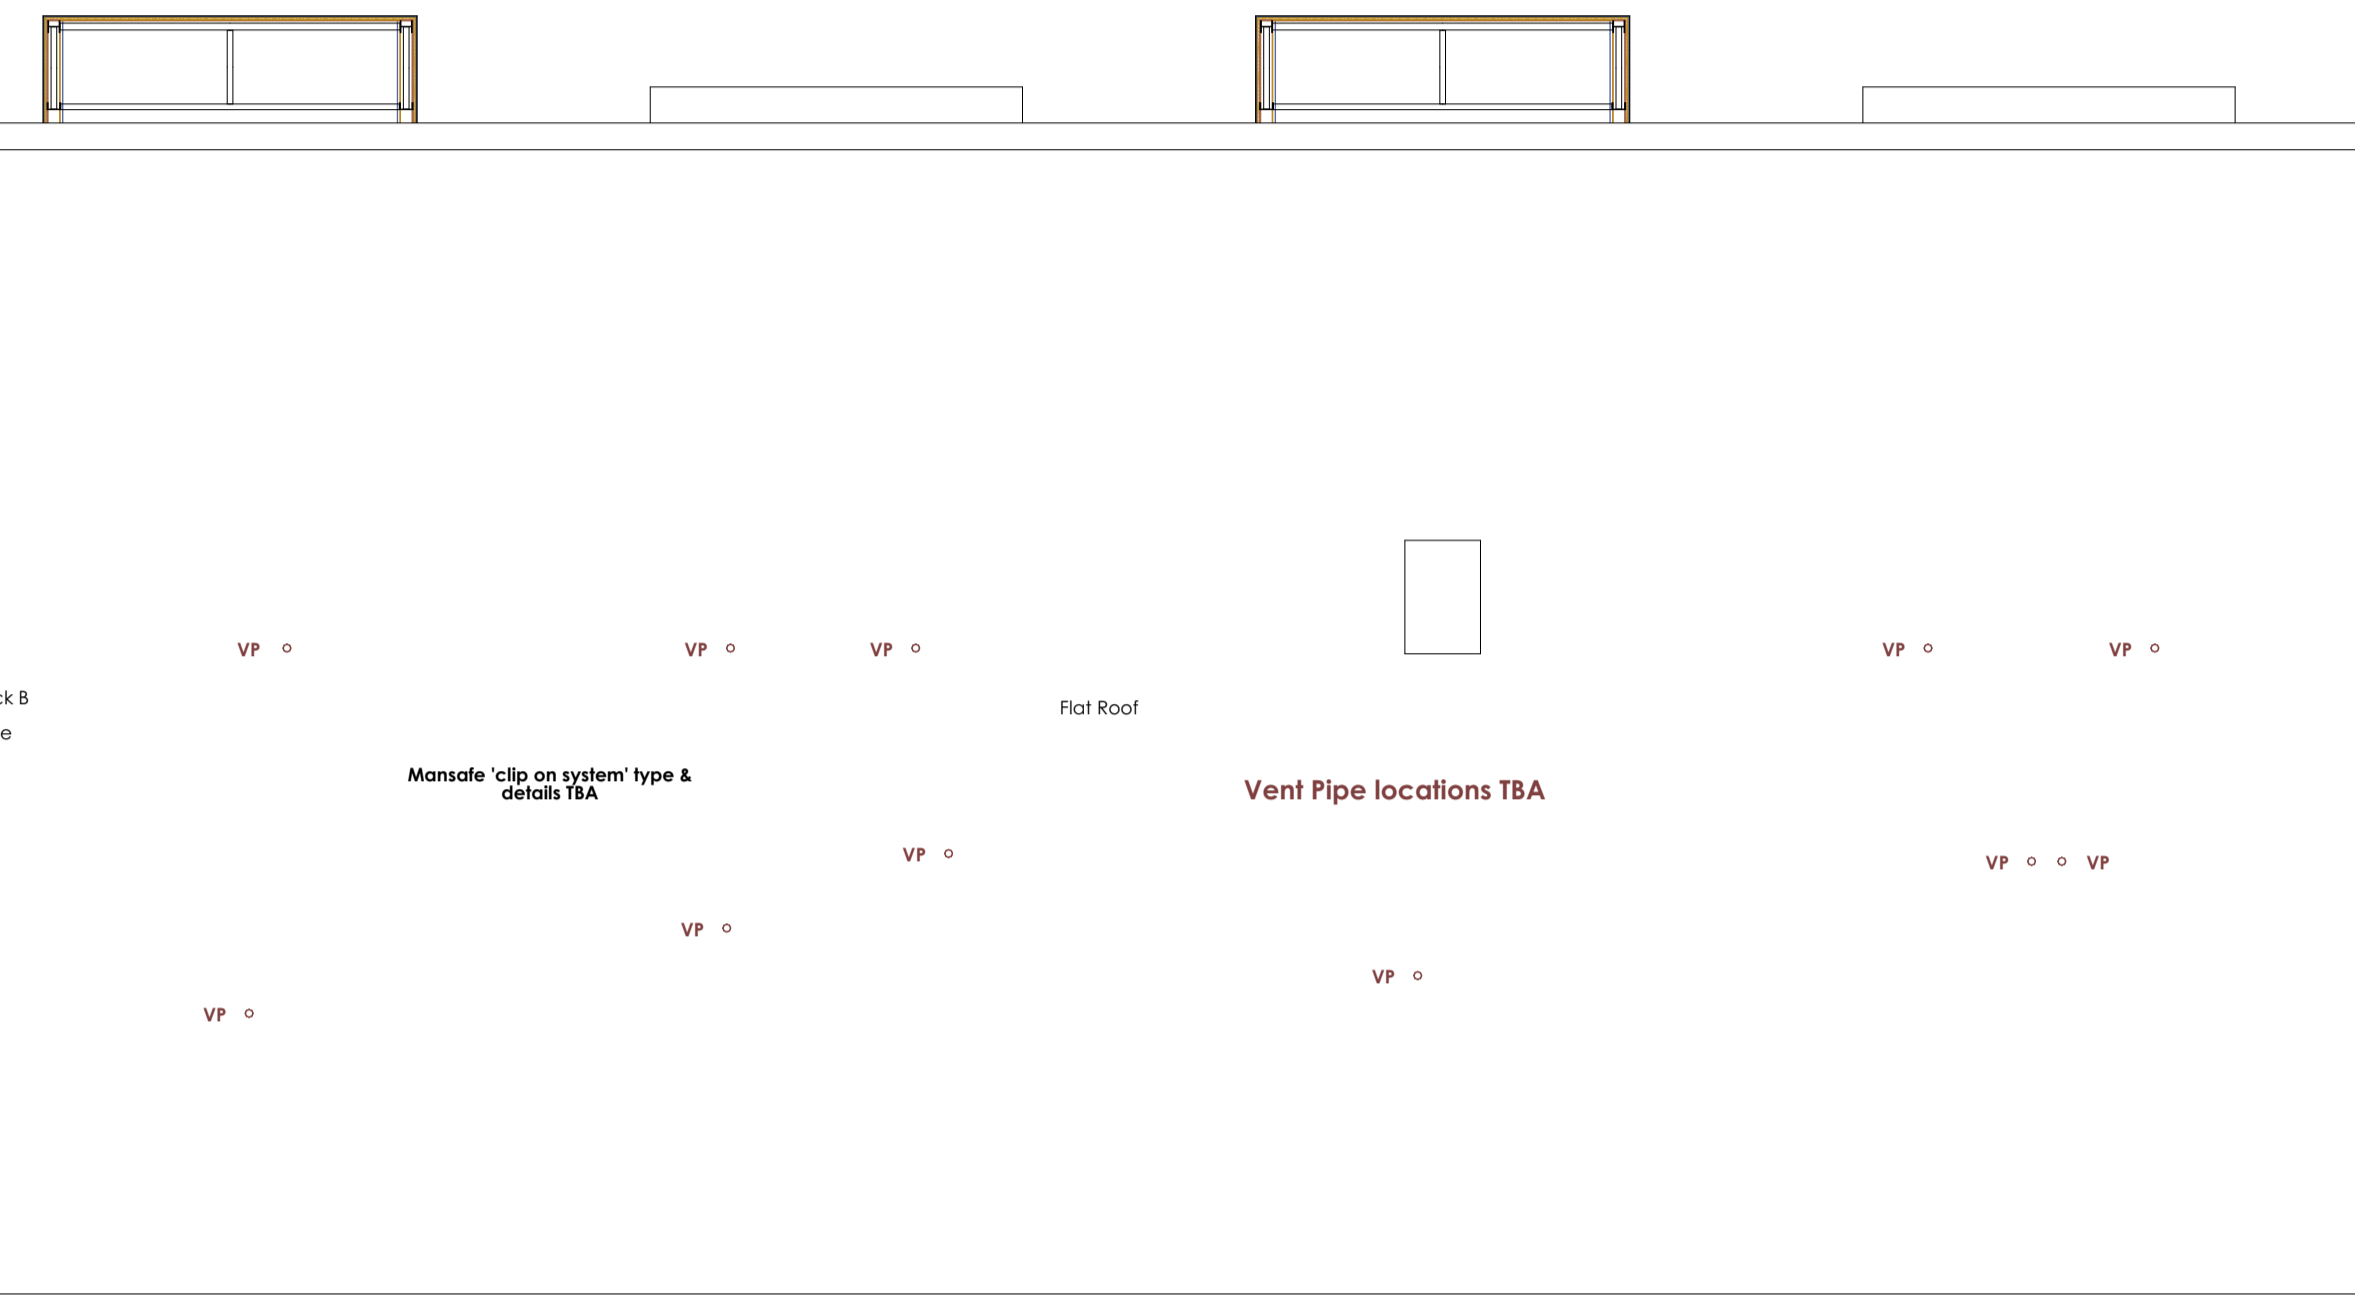 VP
VP
VP
VP
VP
ck B
Flat Roof
e
Mansafe 'clip on system' type &
details TBA
Vent Pipe locations TBA
VP
VP
VP
VP
VP
VP